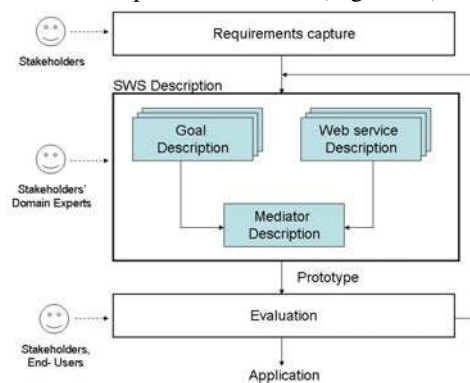 Requirements capture
Stakeholders
SWS Description
Goal
Description
Web service
Description
Stakeholders'
Domain Experts
Mediator
Description
Prototype
Evaluation
Stakeholders,
End- Users
Application